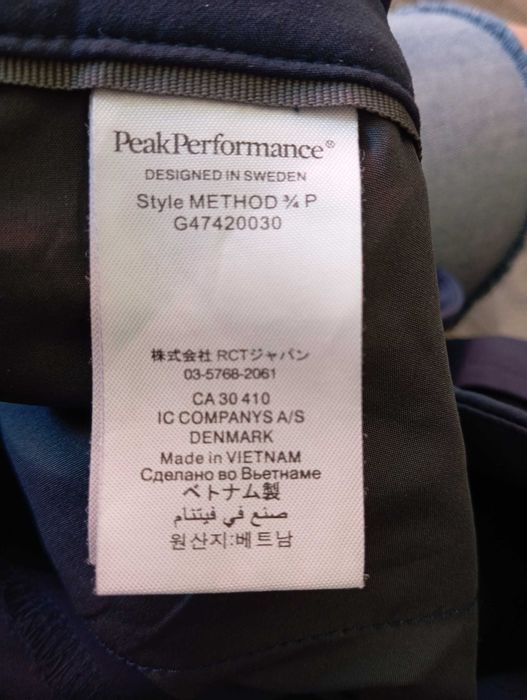 PeakPerformance®
DESIGNED IN SWEDEN
Style METHOD ¾ P
G47420030
株式会社 RCTジャパン
03-5768-2061
CA 30 410
IC COMPANYS A/S
DENMARK
Made in VIETNAM
Сделано во Вьетнаме
ベトナム製
صنع في فيتنام
원산지:베트남